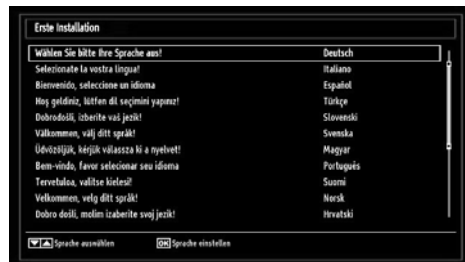 Erste Installation
Wählen Sie bitte Ihre Sprache aus! Deutsch
Selezionate la vostra lingua! Italiano
Bienvenido, seleccione un idioma Español
Hoş geldiniz, lütfen dil seçimini yapınız! Türkçe
Dobrodošli, izberite vaš jezik! Slovenski
Välkommen, välj ditt språk! Svenska
Üdvözöljük, kérjük válassza ki a nyelvet! Magyar
Bem-vindo, favor selecionar seu idioma Português
Tervetuloa, valitse kielesi! Suomi
Velkommen, velg ditt språk! Norsk
Dobro došli, molim izaberite svoj jezik! Hrvatski
Sprache auswählen OK Sprache einstellen